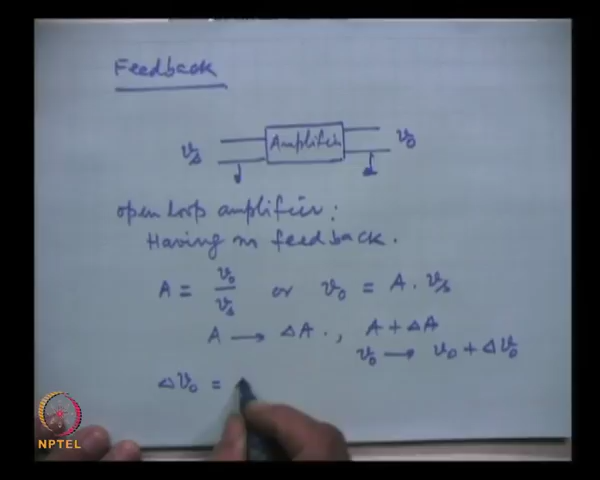 Feedback
vs Amplifier vo
open loop amplifier:
Having no feedback.
A = vo/vs or vo = A . vs
A → ΔA . , A + ΔA
vo → vo + Δvo
Δvo =
NPTEL